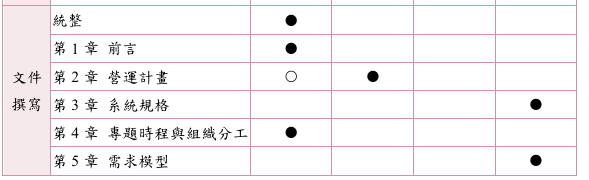 文件
撰寫
統整 ●
第 1 章 前言 ●
第 2 章 營運計畫 ○ ●
第 3 章 系統規格 ●
第 4 章 專題時程與組織分工 ●
第 5 章 需求模型 ●